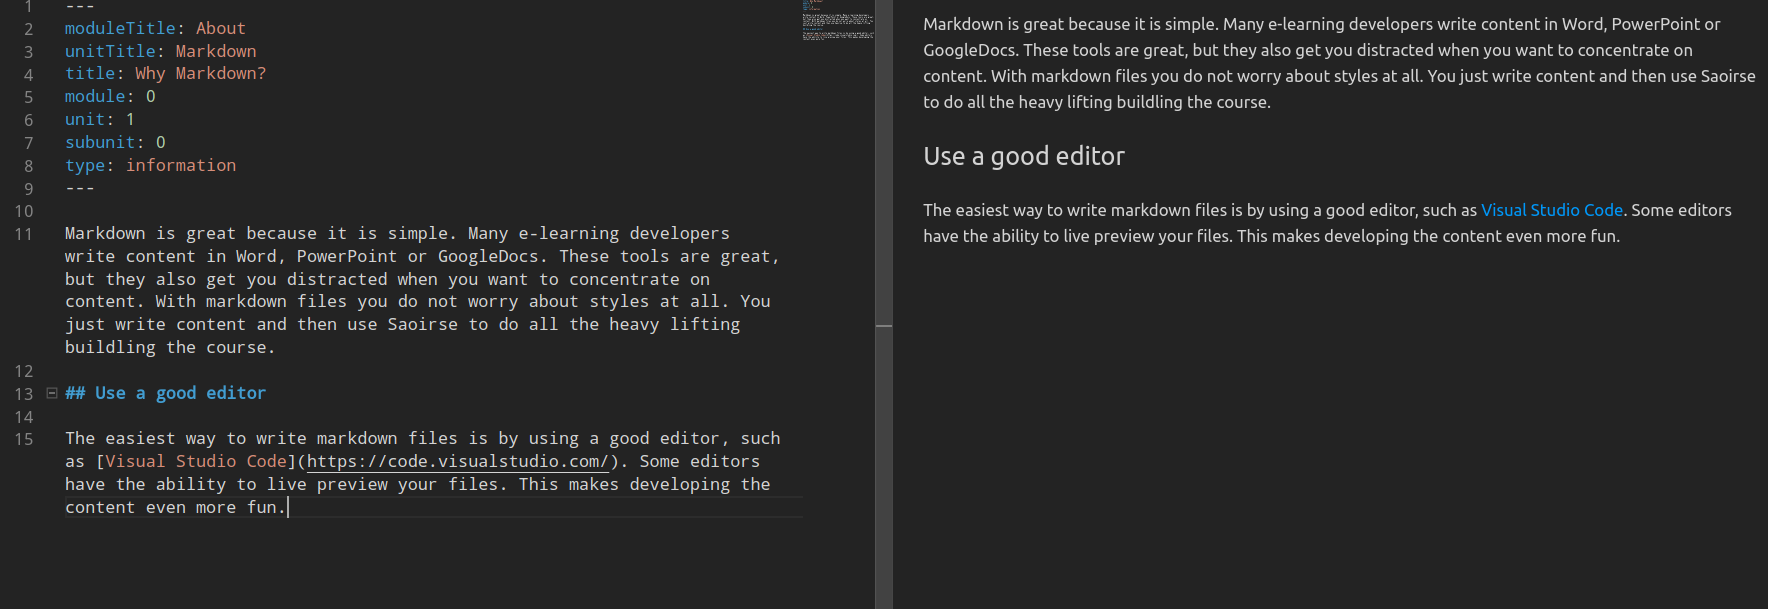 1 ---
2 moduleTitle: About
3 unitTitle: Markdown
4 title: Why Markdown?
5 module: 0
6 unit: 1
7 subunit: 0
8 type: information
9 ---
10
11 Markdown is great because it is simple. Many e-learning developers
write content in Word, PowerPoint or GoogleDocs. These tools are great,
but they also get you distracted when you want to concentrate on
content. With markdown files you do not worry about styles at all. You
just write content and then use Saoirse to do all the heavy lifting
buildling the course.
12
13 ## Use a good editor
14
15 The easiest way to write markdown files is by using a good editor, such
as [Visual Studio Code](https://code.visualstudio.com/). Some editors
have the ability to live preview your files. This makes developing the
content even more fun.
Markdown is great because it is simple. Many e-learning developers write content in Word, PowerPoint or
GoogleDocs. These tools are great, but they also get you distracted when you want to concentrate on
content. With markdown files you do not worry about styles at all. You just write content and then use Saoirse
to do all the heavy lifting buildling the course.
Use a good editor
The easiest way to write markdown files is by using a good editor, such as Visual Studio Code. Some editors
have the ability to live preview your files. This makes developing the content even more fun.